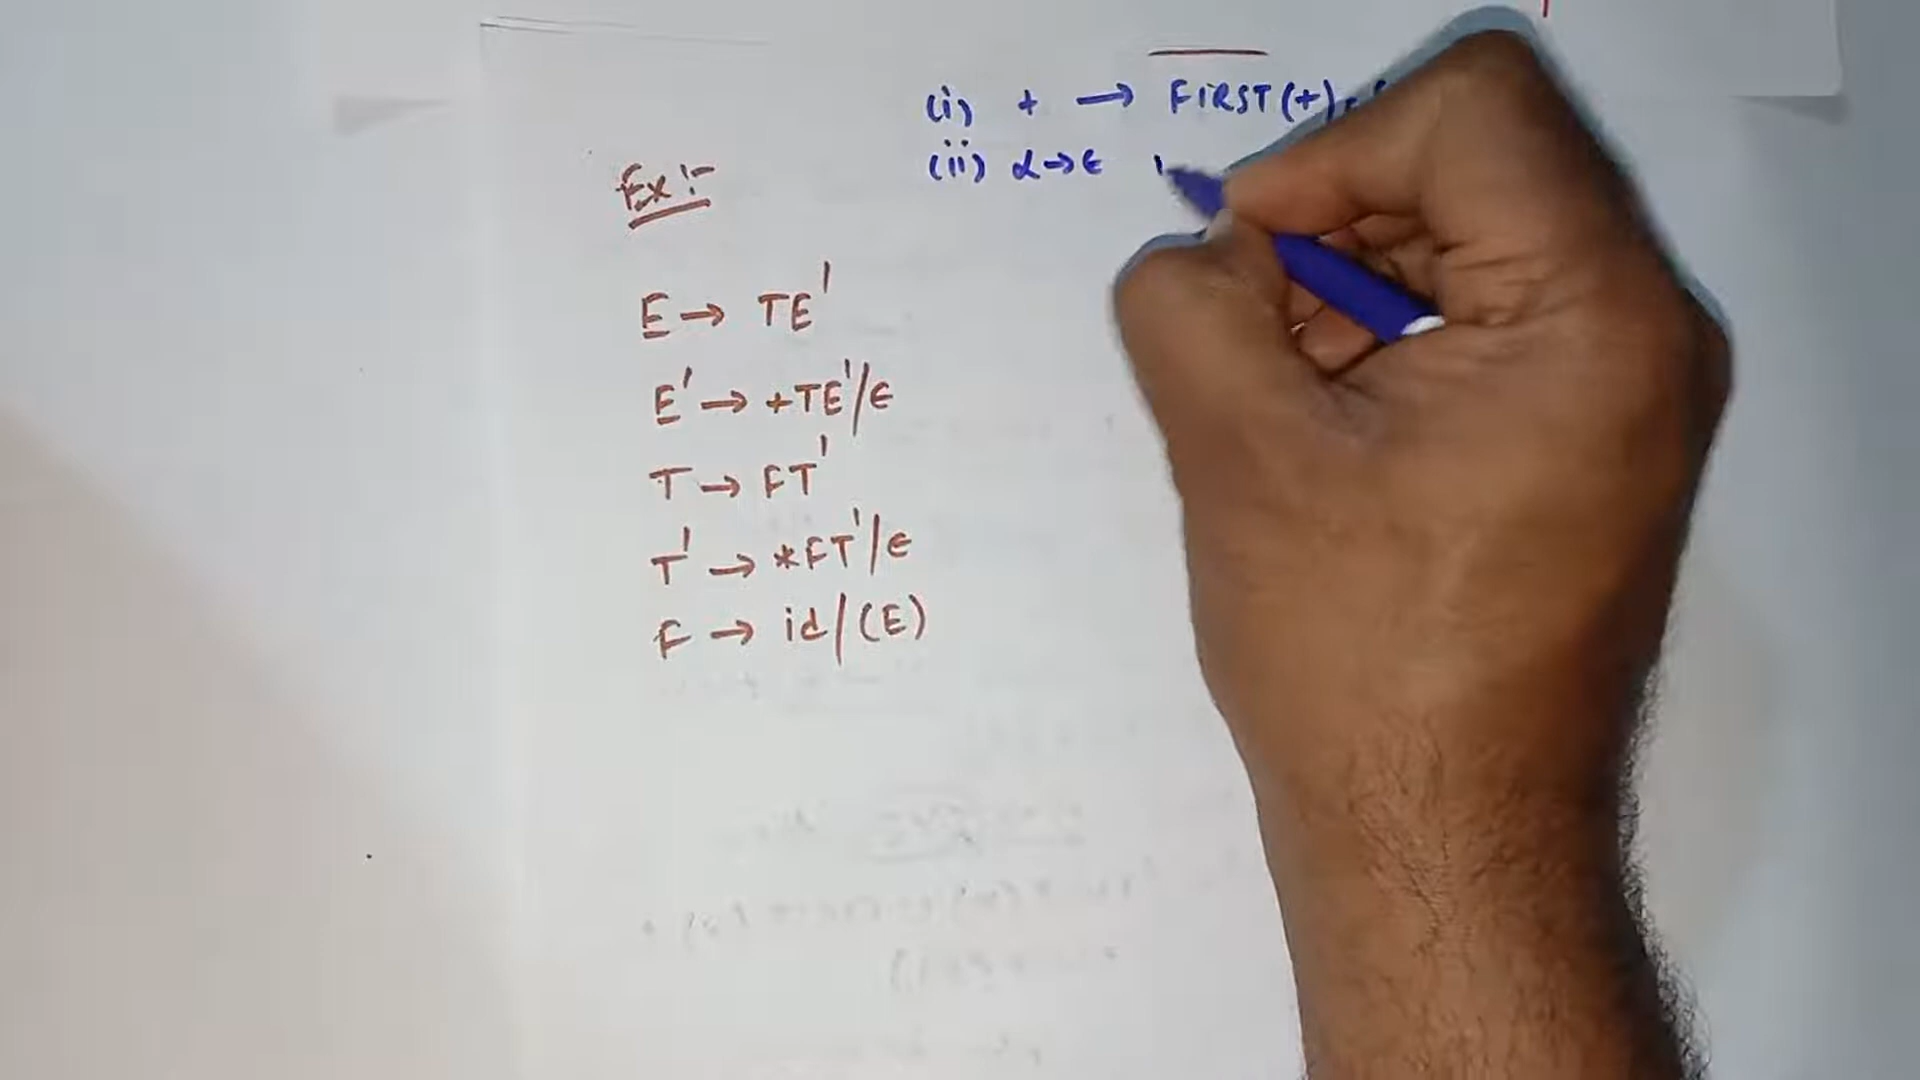 (i) + → FIRST(+) =
(ii) α→ε
Ex:-
E → TE'
E' → +TE'/ε
T → FT'
T' → *FT'/ε
F → id/(E)